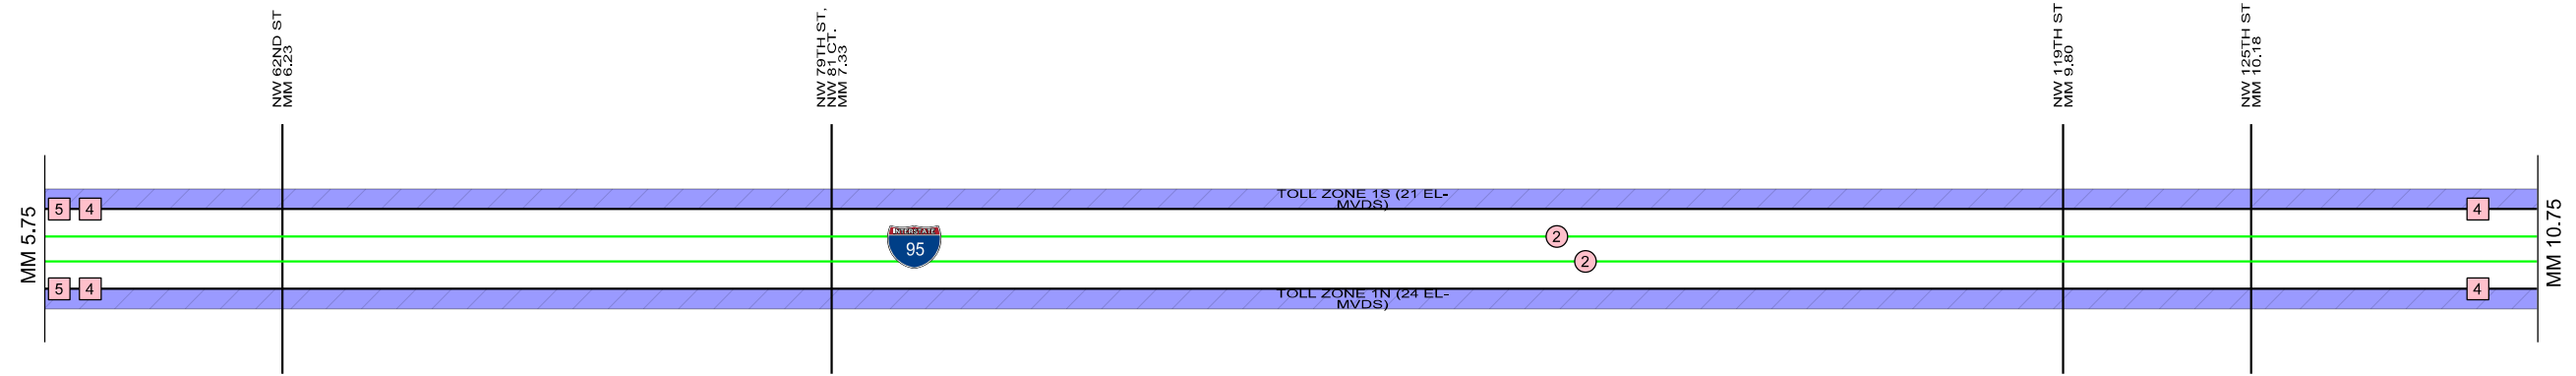 NW 62ND ST
MM 6.23
NW 79TH ST,
NW 81 CT.
MM 7.33
NW 119TH ST
MM 9.80
NW 125TH ST
MM 10.18
MM 5.75
TOLL ZONE 1S (21 EL-
MVDS)
5 4 4
2
INTERSTATE
95
2
5 4 4
TOLL ZONE 1N (24 EL-
MVDS)
MM 10.75